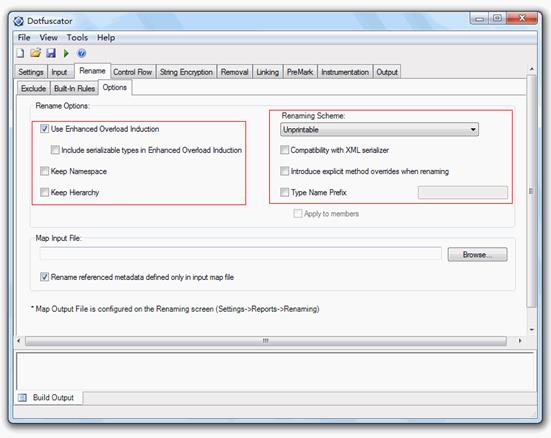 Dotfuscator
File View Tools Help
Settings Input Rename Control Flow String Encryption Removal Linking PreMark Instrumentation Output
Exclude Built-In Rules Options
Rename Options:
Use Enhanced Overload Induction
Include serializable types in Enhanced Overload Induction
Keep Namespace
Keep Hierarchy
Renaming Scheme:
Unprintable
Compatibility with XML serializer
Introduce explicit method overrides when renaming
Type Name Prefix
Apply to members
Map Input File:
Browse...
Rename referenced metadata defined only in input map file
* Map Output File is configured on the Renaming screen (Settings->Reports->Renaming)
Build Output